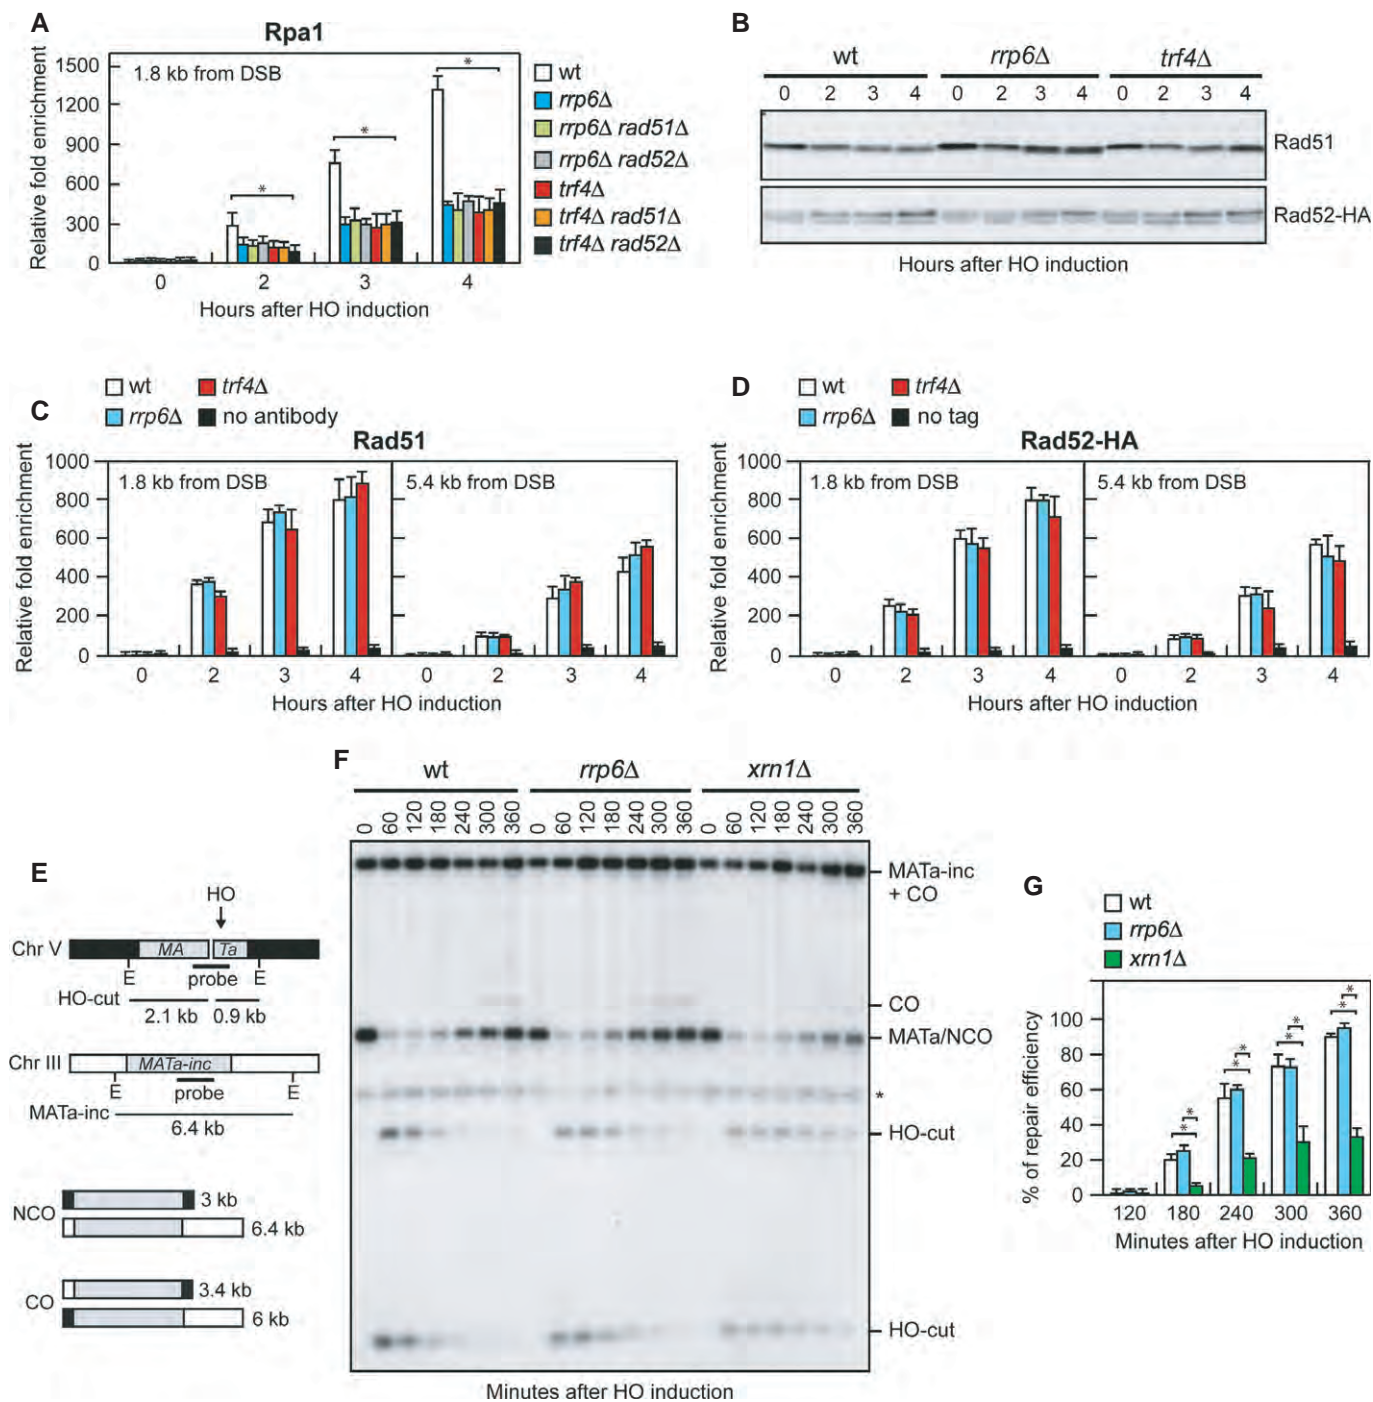 A
Rpa1
1.8 kb from DSB
Relative fold enrichment
1500
1200
900
600
300
0
*
*
*
0 2 3 4
Hours after HO induction
wt
rrp6Δ
rrp6Δ rad51Δ
rrp6Δ rad52Δ
trf4Δ
trf4Δ rad51Δ
trf4Δ rad52Δ
B
wt rrp6Δ trf4Δ
0 2 3 4 0 2 3 4 0 2 3 4
Rad51
Rad52-HA
Hours after HO induction
C
wt trf4Δ
rrp6Δ no antibody
Rad51
1.8 kb from DSB 5.4 kb from DSB
Relative fold enrichment
1000
800
600
400
200
0
0 2 3 4 0 2 3 4
Hours after HO induction
D
wt trf4Δ
rrp6Δ no tag
Rad52-HA
1.8 kb from DSB 5.4 kb from DSB
Relative fold enrichment
1000
800
600
400
200
0
0 2 3 4 0 2 3 4
Hours after HO induction
E
HO
Chr V MA Ta
E probe E
HO-cut
2.1 kb 0.9 kb
Chr III MATa-inc
E probe E
MATa-inc
6.4 kb
NCO
3 kb
6.4 kb
CO
3.4 kb
6 kb
F
wt rrp6Δ xrn1Δ
0 60 120 180 240 300 360 0 60 120 180 240 300 360 0 60 120 180 240 300 360
MATa-inc
+ CO
CO
MATa/NCO
*
HO-cut
HO-cut
Minutes after HO induction
G
wt
rrp6Δ
xrn1Δ
% of repair efficiency
100
80
60
40
20
0
* *
* *
* *
* *
120 180 240 300 360
Minutes after HO induction